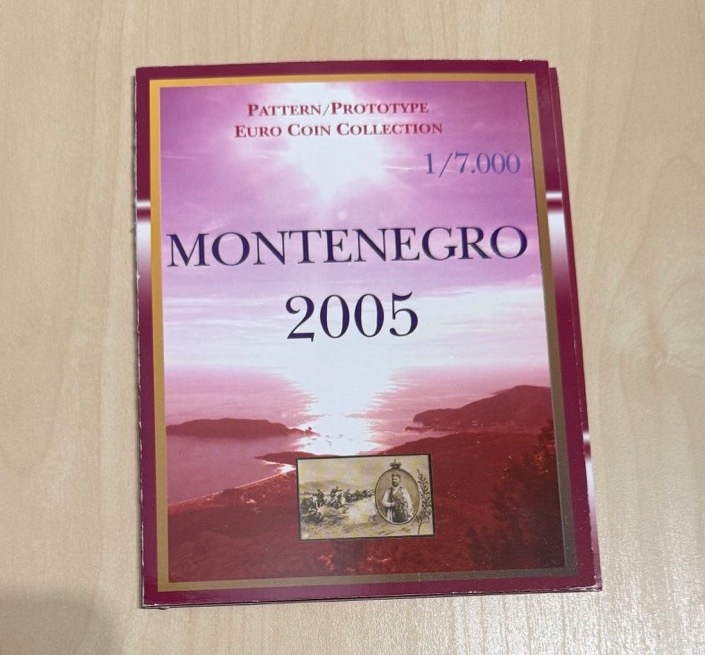 PATTERN/PROTOTYPE
EURO COIN COLLECTION
1/7.000
MONTENEGRO
2005